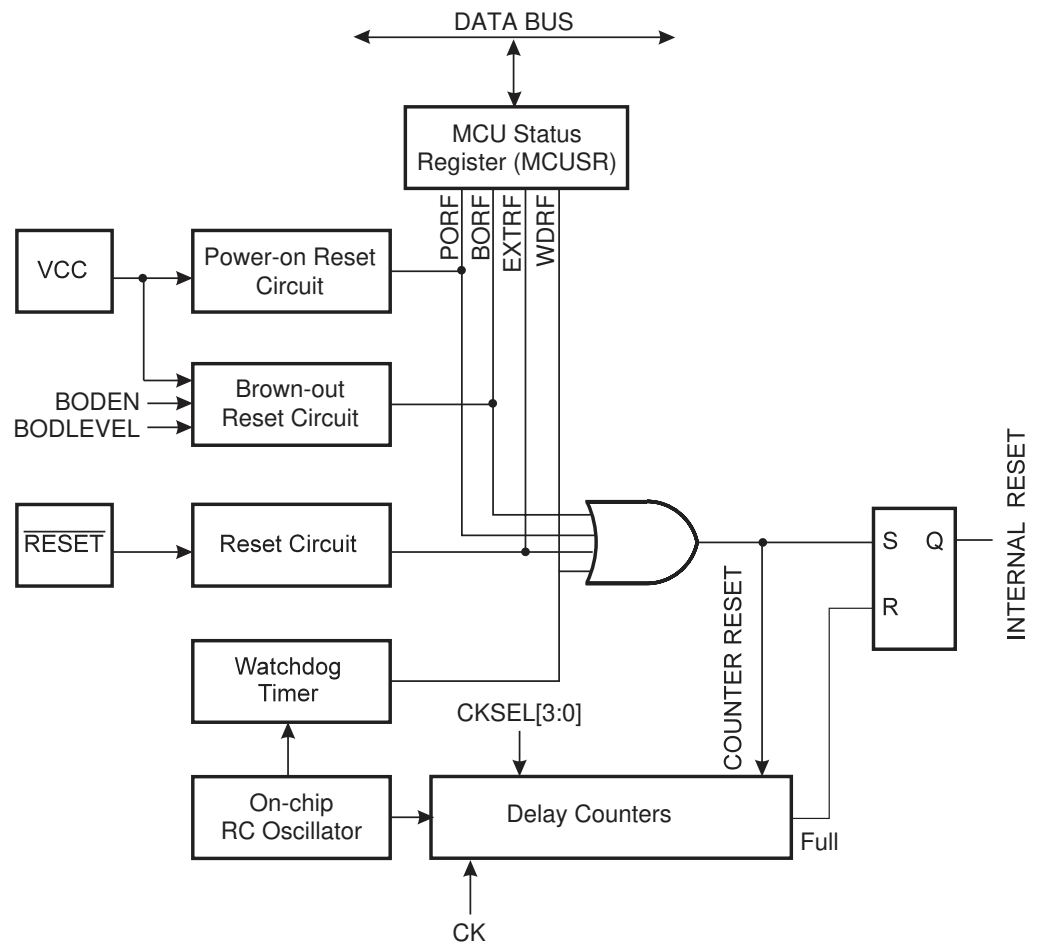 DATA BUS
MCU Status
Register (MCUSR)
PORF
BORF
EXTRF
WDRF
VCC
Power-on Reset
Circuit
Brown-out
Reset Circuit
BODEN
BODLEVEL
RESET
Reset Circuit
S
Q
R
INTERNAL RESET
COUNTER RESET
Watchdog
Timer
CKSEL[3:0]
On-chip
RC Oscillator
Delay Counters
Full
CK